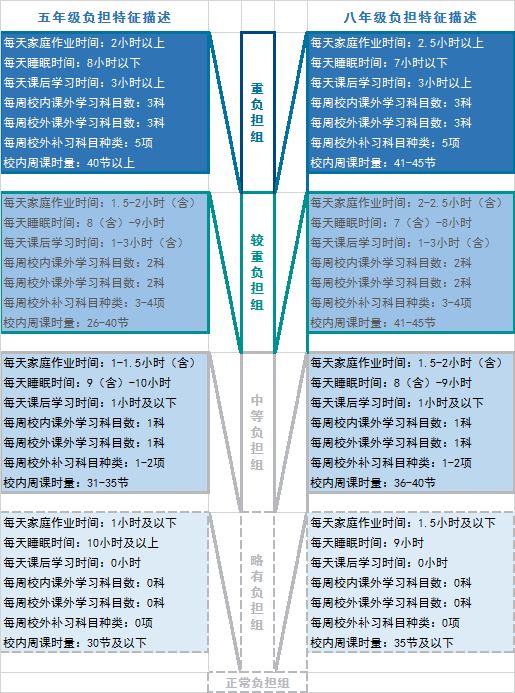 五年级负担特征描述
八年级负担特征描述
每天家庭作业时间：2小时以上
每天睡眠时间：8小时以下
每天课后学习时间：3小时以上
每周校内课外学习科目数：3科
每周校外课外学习科目数：3科
每周校外补习科目种类：5项
校内周课时量：40节以上
重负担组
每天家庭作业时间：2.5小时以上
每天睡眠时间：7小时以下
每天课后学习时间：3小时以上
每周校内课外学习科目数：3科
每周校外课外学习科目数：3科
每周校外补习科目种类：5项
校内周课时量：41-45节
每天家庭作业时间：1.5-2小时（含）
每天睡眠时间：8（含）-9小时
每天课后学习时间：1-3小时（含）
每周校内课外学习科目数：2科
每周校外课外学习科目数：2科
每周校外补习科目种类：3-4项
校内周课时量：26-40节
较重负担组
每天家庭作业时间：2-2.5小时（含）
每天睡眠时间：7（含）-8小时
每天课后学习时间：1-3小时（含）
每周校内课外学习科目数：2科
每周校外课外学习科目数：2科
每周校外补习科目种类：3-4项
校内周课时量：41-45节
每天家庭作业时间：1-1.5小时（含）
每天睡眠时间：9（含）-10小时
每天课后学习时间：1小时及以下
每周校内课外学习科目数：1科
每周校外课外学习科目数：1科
每周校外补习科目种类：1-2项
校内周课时量：31-35节
中等负担组
每天家庭作业时间：1.5-2小时（含）
每天睡眠时间：8（含）-9小时
每天课后学习时间：1小时及以下
每周校内课外学习科目数：1科
每周校外课外学习科目数：1科
每周校外补习科目种类：1-2项
校内周课时量：36-40节
每天家庭作业时间：1小时及以下
每天睡眠时间：10小时及以上
每天课后学习时间：0小时
每周校内课外学习科目数：0科
每周校外课外学习科目数：0科
每周校外补习科目种类：0项
校内周课时量：30节及以下
略有负担组
每天家庭作业时间：1.5小时及以下
每天睡眠时间：9小时
每天课后学习时间：0小时
每周校内课外学习科目数：0科
每周校外课外学习科目数：0科
每周校外补习科目种类：0项
校内周课时量：35节及以下
正常负担组